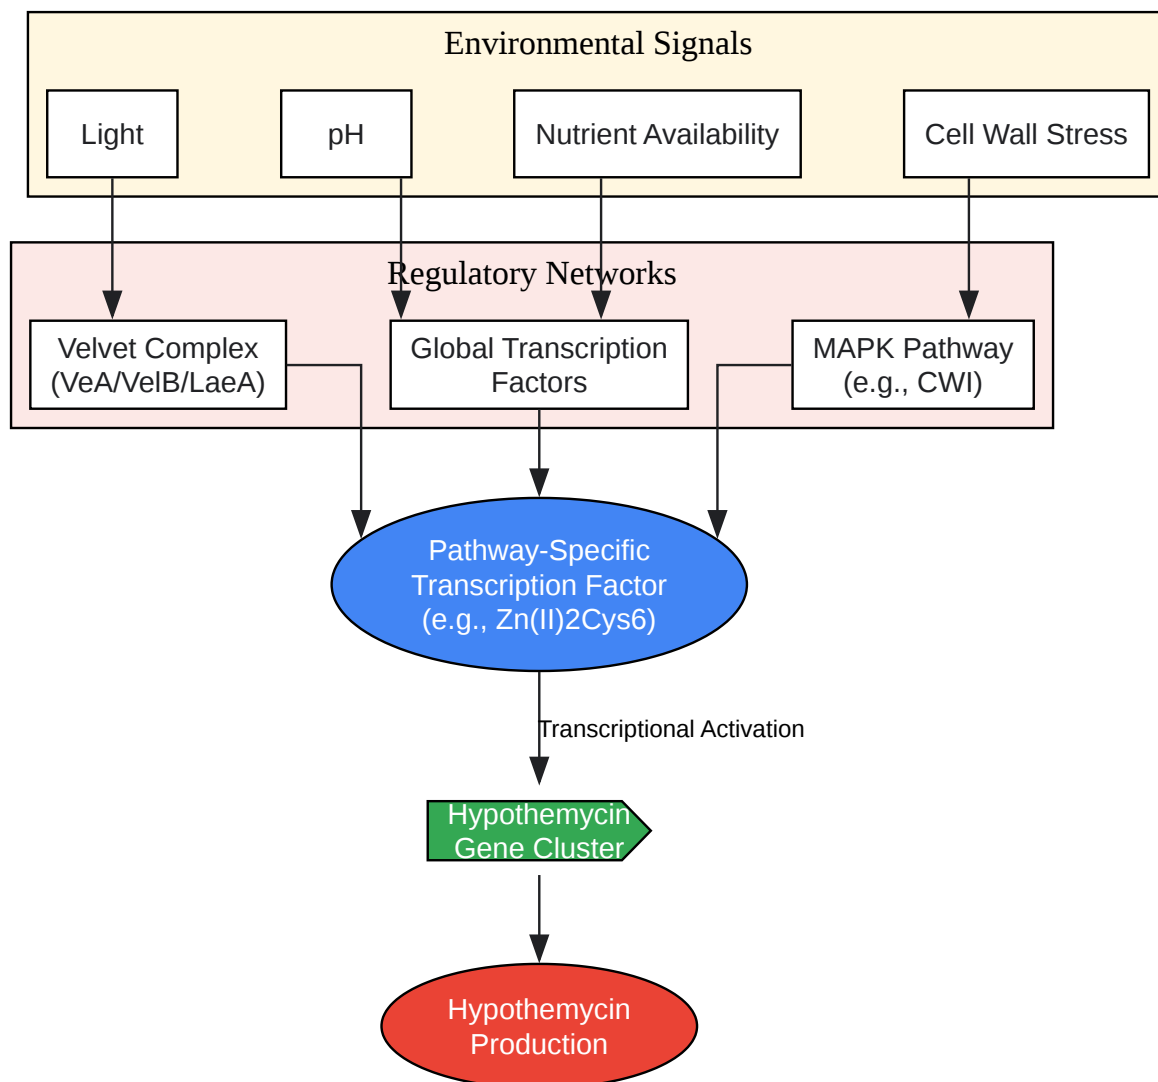 Environmental Signals
Light
pH
Nutrient Availability
Cell Wall Stress
Regulatory Networks
Velvet Complex
(VeA/VelB/LaeA)
Global Transcription
Factors
MAPK Pathway
(e.g., CWI)
Pathway-Specific
Transcription Factor
(e.g., Zn(II)2Cys6)
Transcriptional Activation
Hypothemycin
Gene Cluster
Hypothemycin
Production